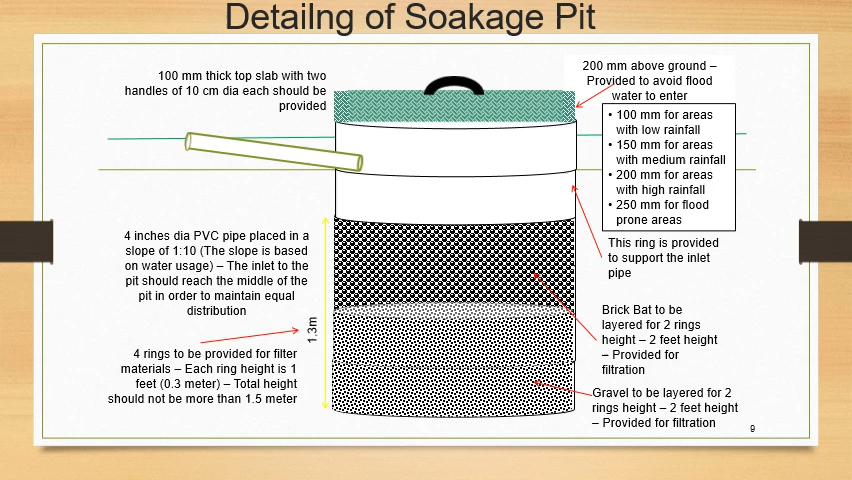 Detailng of Soakage Pit
100 mm thick top slab with two
handles of 10 cm dia each should be
provided
200 mm above ground –
Provided to avoid flood
water to enter
• 100 mm for areas
with low rainfall
• 150 mm for areas
with medium rainfall
• 200 mm for areas
with high rainfall
• 250 mm for flood
prone areas
4 inches dia PVC pipe placed in a
slope of 1:10 (The slope is based
on water usage) – The inlet to the
pit should reach the middle of the
pit in order to maintain equal
distribution
This ring is provided
to support the inlet
pipe
1.3m
4 rings to be provided for filter
materials – Each ring height is 1
feet (0.3 meter) – Total height
should not be more than 1.5 meter
Brick Bat to be
layered for 2 rings
height – 2 feet height
– Provided for
filtration
Gravel to be layered for 2
rings height – 2 feet height
– Provided for filtration
9